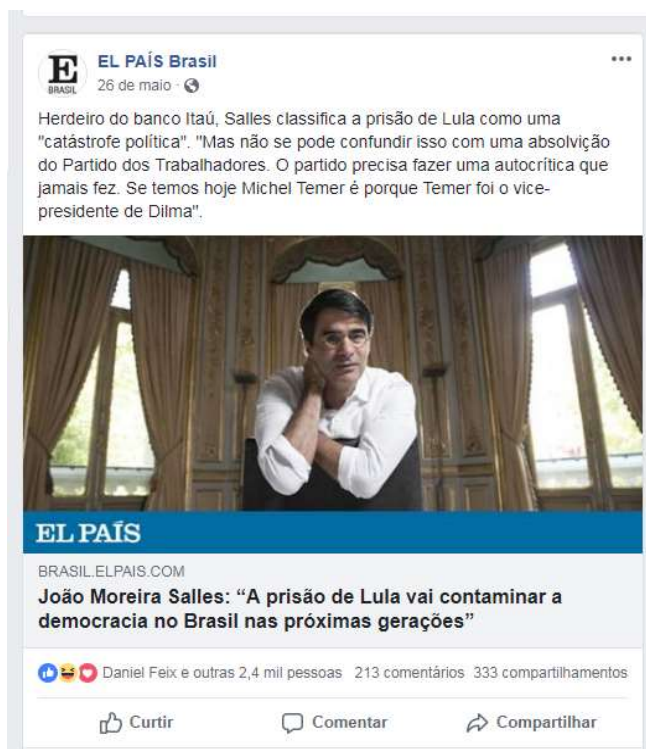 E
BRASIL
EL PAÍS Brasil
26 de maio ·
Herdeiro do banco Itaú, Salles classifica a prisão de Lula como uma
"catástrofe política". "Mas não se pode confundir isso com uma absolvição
do Partido dos Trabalhadores. O partido precisa fazer uma autocrítica que
jamais fez. Se temos hoje Michel Temer é porque Temer foi o vice-
presidente de Dilma".
EL PAÍS
BRASIL.ELPAIS.COM
João Moreira Salles: “A prisão de Lula vai contaminar a
democracia no Brasil nas próximas gerações”
Daniel Feix e outras 2,4 mil pessoas 213 comentários 333 compartilhamentos
Curtir Comentar Compartilhar